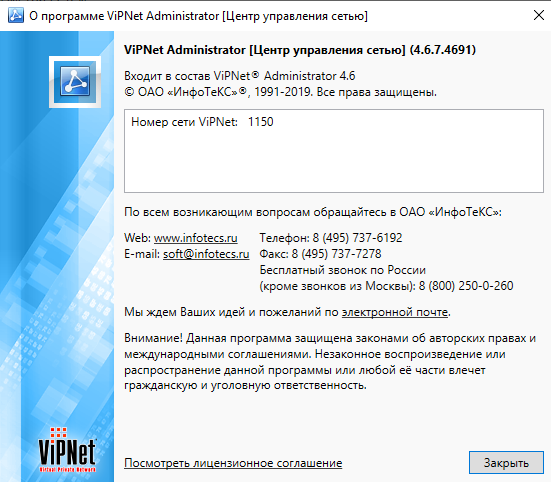 О программе ViPNet Administrator [Центр управления сетью]
ViPNet Administrator [Центр управления сетью] (4.6.7.4691)
Входит в состав ViPNet® Administrator 4.6
© ОАО «ИнфоТеКС»®, 1991-2019. Все права защищены.
Номер сети ViPNet: 1150
По всем возникающим вопросам обращайтесь в ОАО «ИнфоТеКС»:
Web: www.infotecs.ru Телефон: 8 (495) 737-6192
E-mail: soft@infotecs.ru Факс: 8 (495) 737-7278
Бесплатный звонок по России
(кроме звонков из Москвы): 8 (800) 250-0-260
Мы ждем Ваших идей и пожеланий по электронной почте.
Внимание! Данная программа защищена законами об авторских правах и
международными соглашениями. Незаконное воспроизведение или
распространение данной программы или любой её части влечет
гражданскую и уголовную ответственность.
ViPNet
Virtual Private Network
Посмотреть лицензионное соглашение
Закрыть